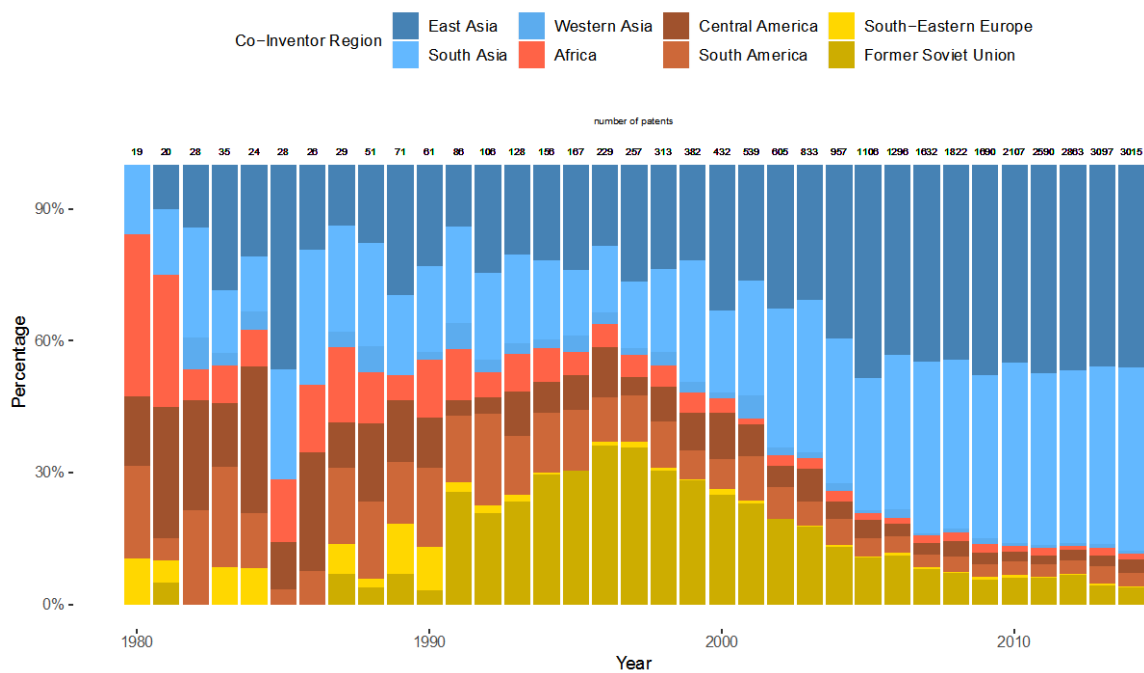 Co-Inventor Region
East Asia Western Asia Central America South-Eastern Europe
South Asia Africa South America Former Soviet Union
number of patents
19 20 28 35 24 28 26 29 51 71 61 86 106 128 156 167 229 257 313 382 432 539 605 833 957 1106 1296 1632 1822 1690 2107 2590 2863 3097 3015
90%
60%
30%
0%
Percentage
1980 1990 2000 2010
Year